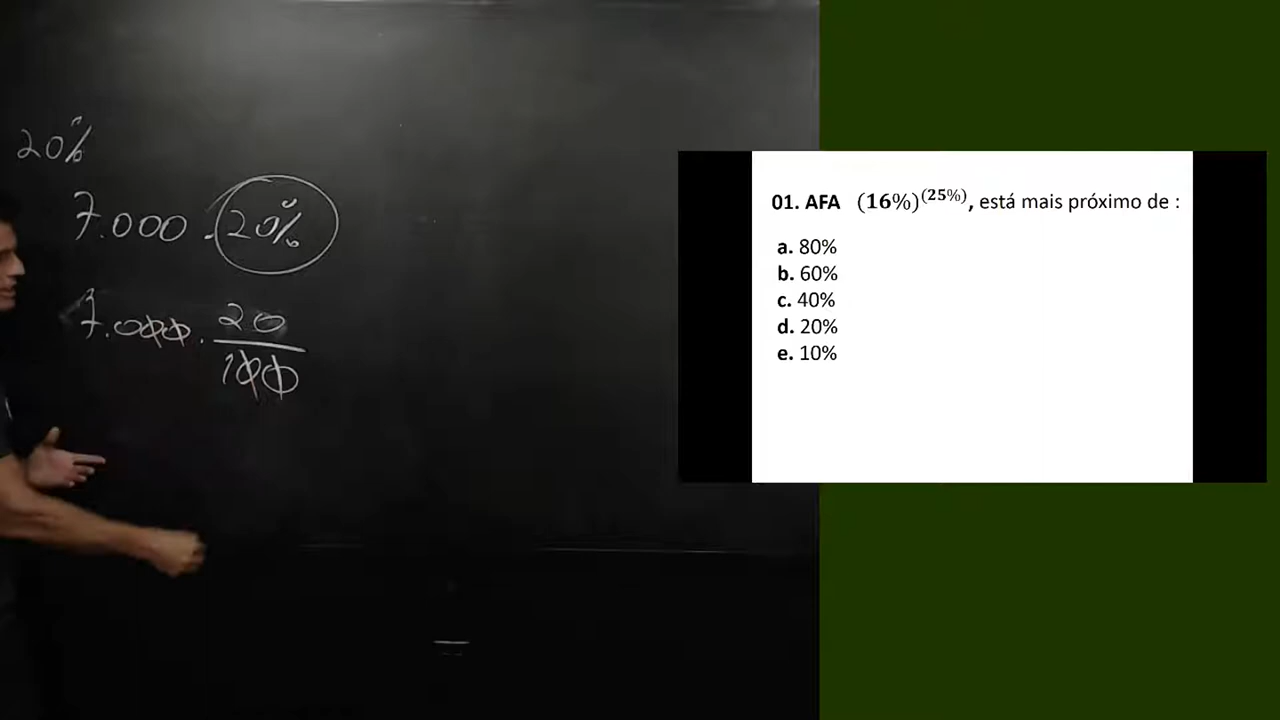 20%
7.000 . 20%
7.000 . 20
100
01. AFA (16%)^(25%), está mais próximo de :
a. 80%
b. 60%
c. 40%
d. 20%
e. 10%